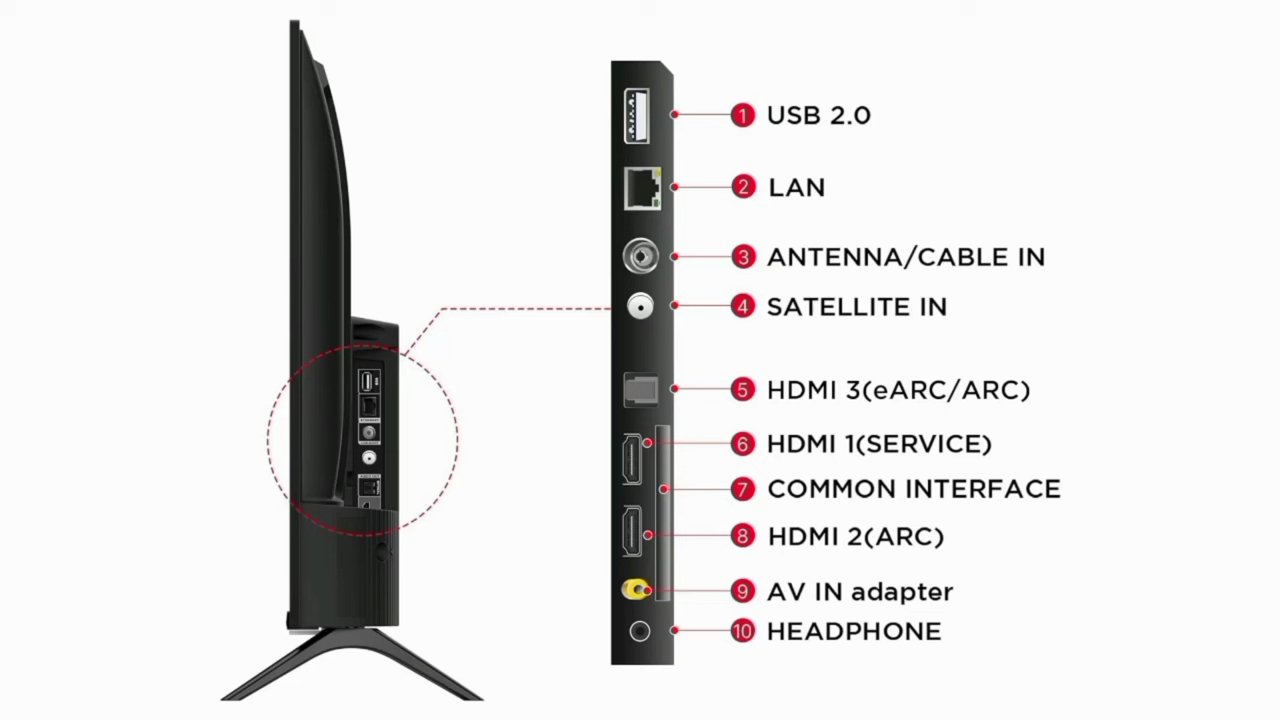 1 USB 2.0
2 LAN
3 ANTENNA/CABLE IN
4 SATELLITE IN
5 HDMI 3(eARC/ARC)
6 HDMI 1(SERVICE)
7 COMMON INTERFACE
8 HDMI 2(ARC)
9 AV IN adapter
10 HEADPHONE